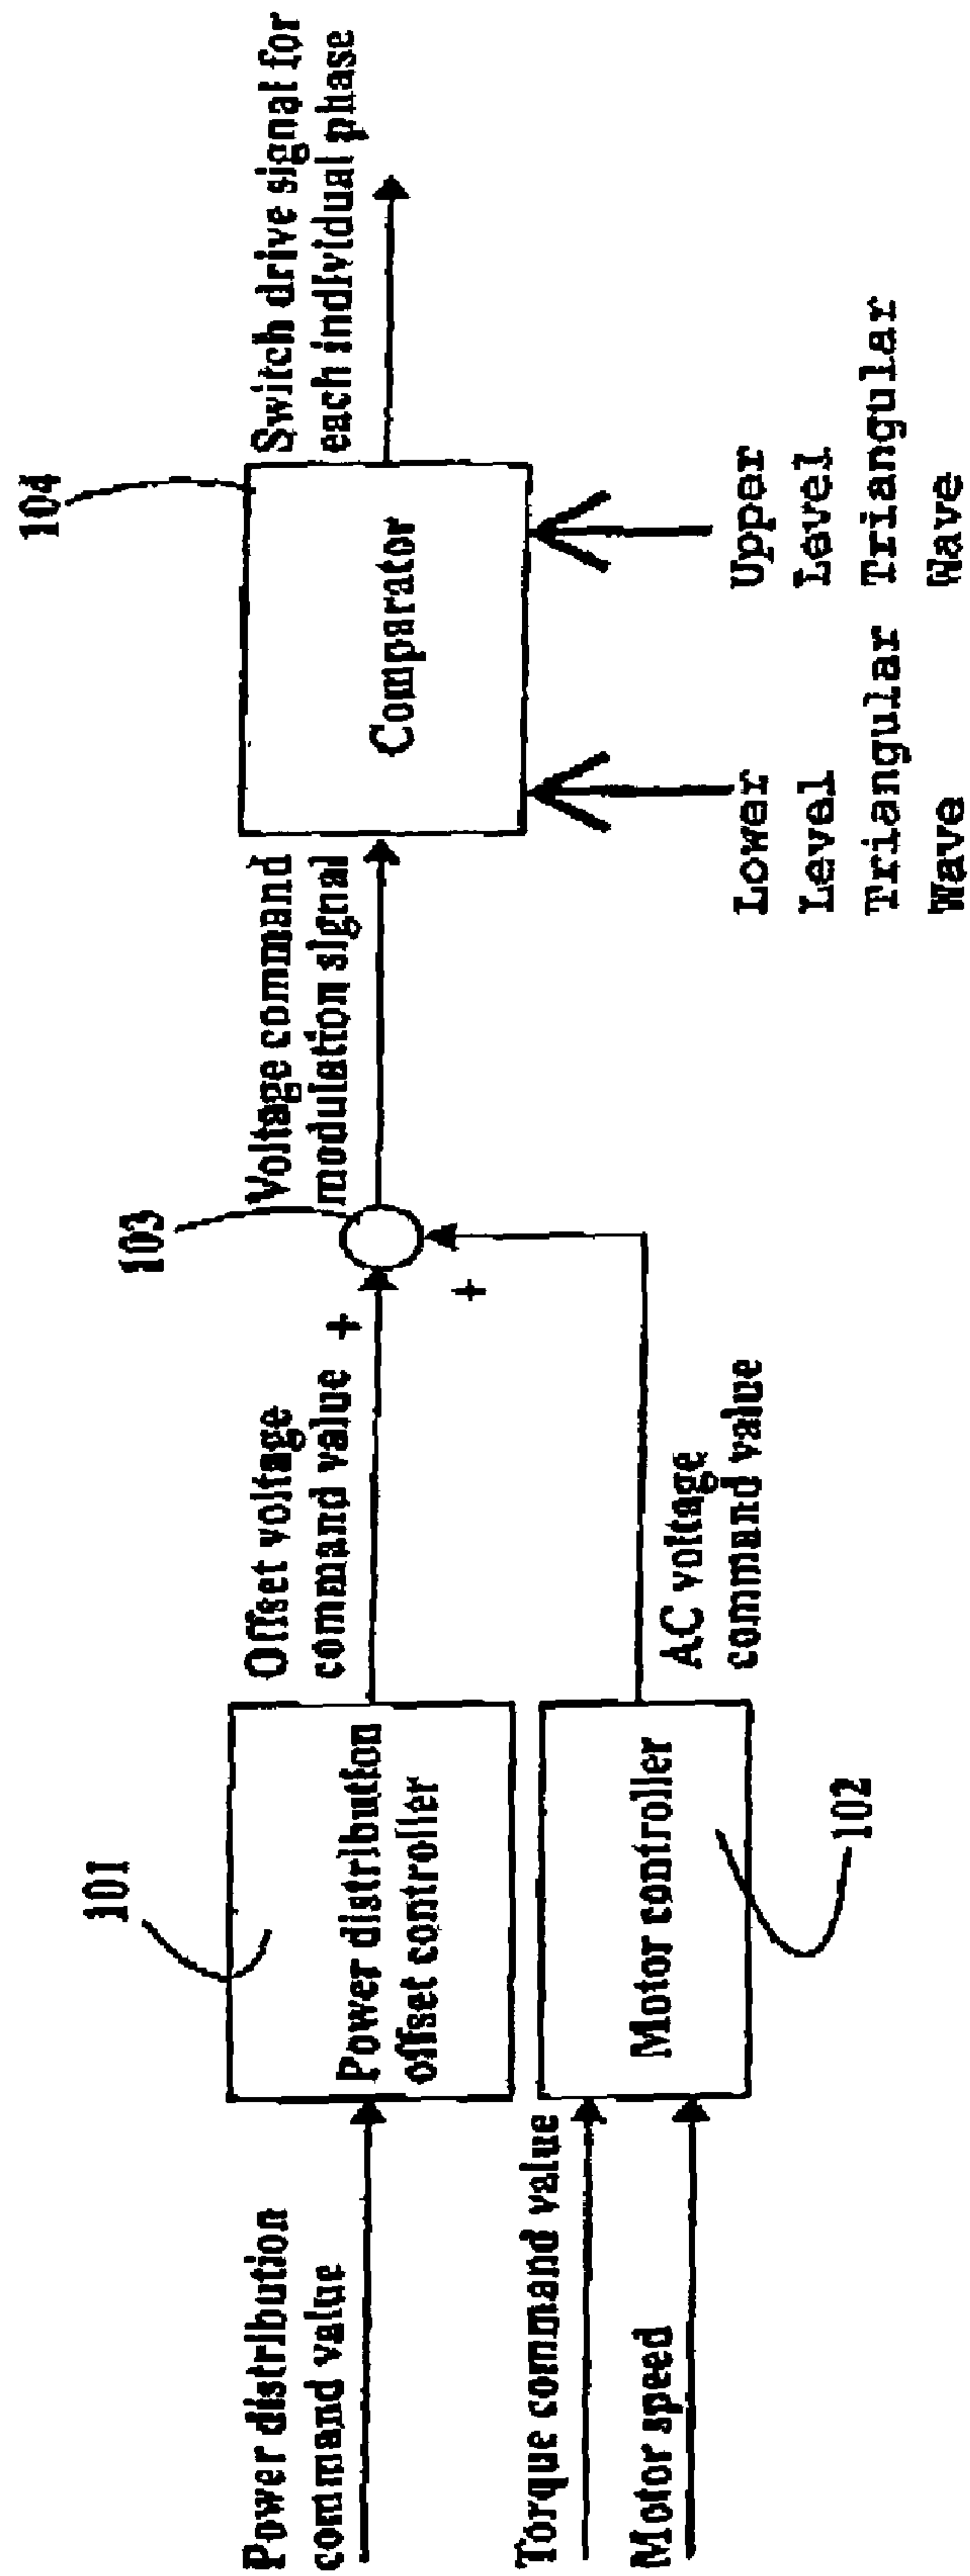 Power distribution
command value
Torque command value
Motor speed
101
Power distribution
offset controller
Motor controller
102
Offset voltage
command value
+
AC voltage
command value
+
103
Voltage command
modulation signal
104
Comparator
Lower
Level
Triangular
Wave
Upper
Level
Triangular
Wave
Switch drive signal for
each individual phase